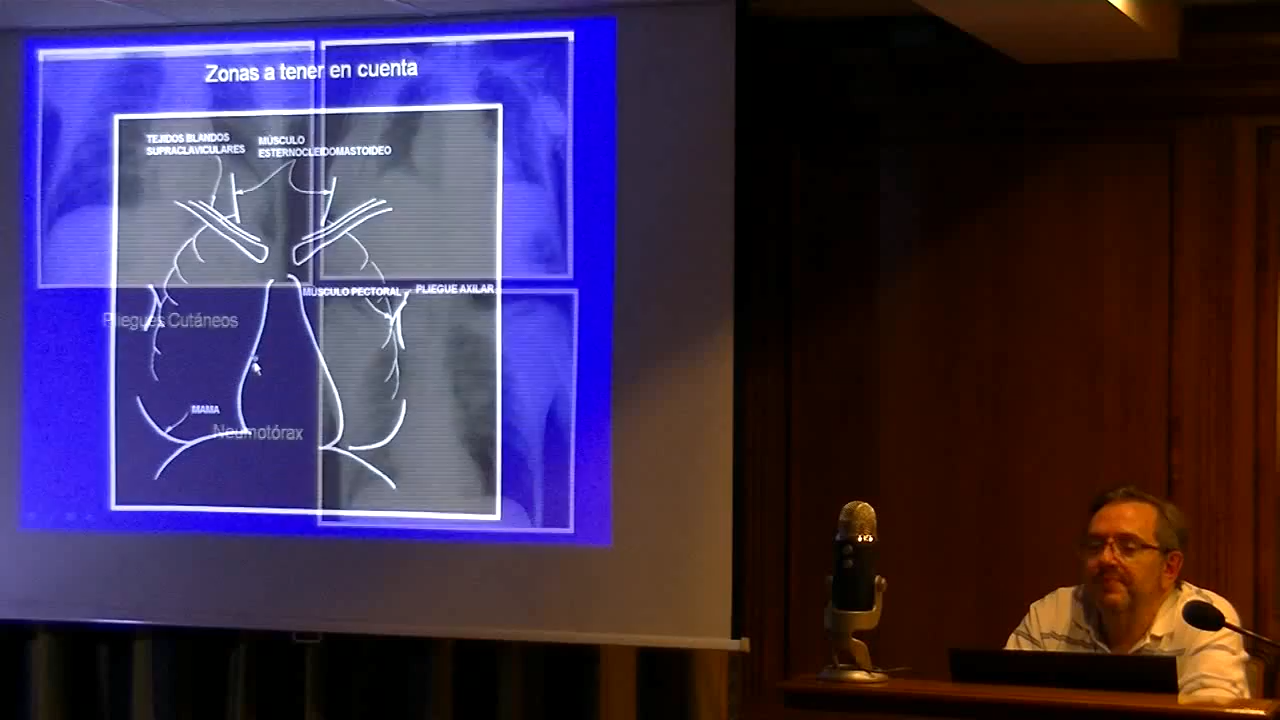 Zonas a tener en cuenta
TEJIDOS BLANDOS
SUPRACLAVICULARES
MÚSCULO
ESTERNOCLEIDOMASTOIDEO
MÚSCULO PECTORAL
PLIEGUE AXILAR
Pliegues Cutáneos
MAMA
Neumotórax